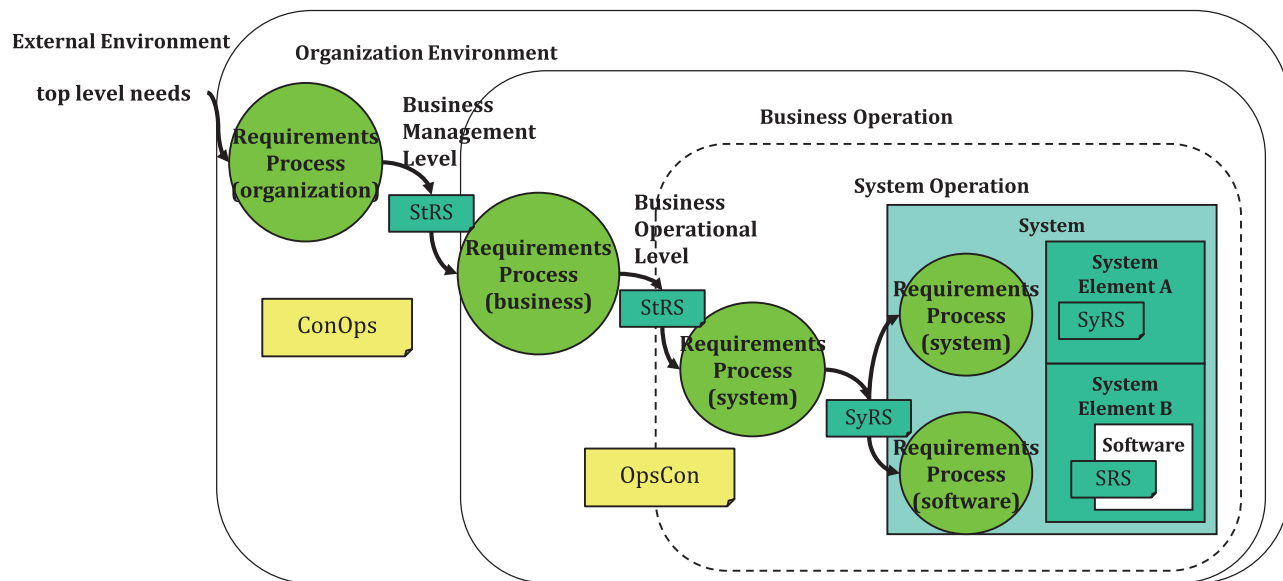 External Environment
top level needs
Organization Environment
Requirements
Process
(organization)
Business
Management
Level
StRS
ConOps
Requirements
Process
(business)
Business Operation
Business
Operational
Level
StRS
OpsCon
Requirements
Process
(system)
System Operation
SyRS
System
Requirements
Process
(system)
Requirements
Process
(software)
System
Element A
SyRS
System
Element B
Software
SRS